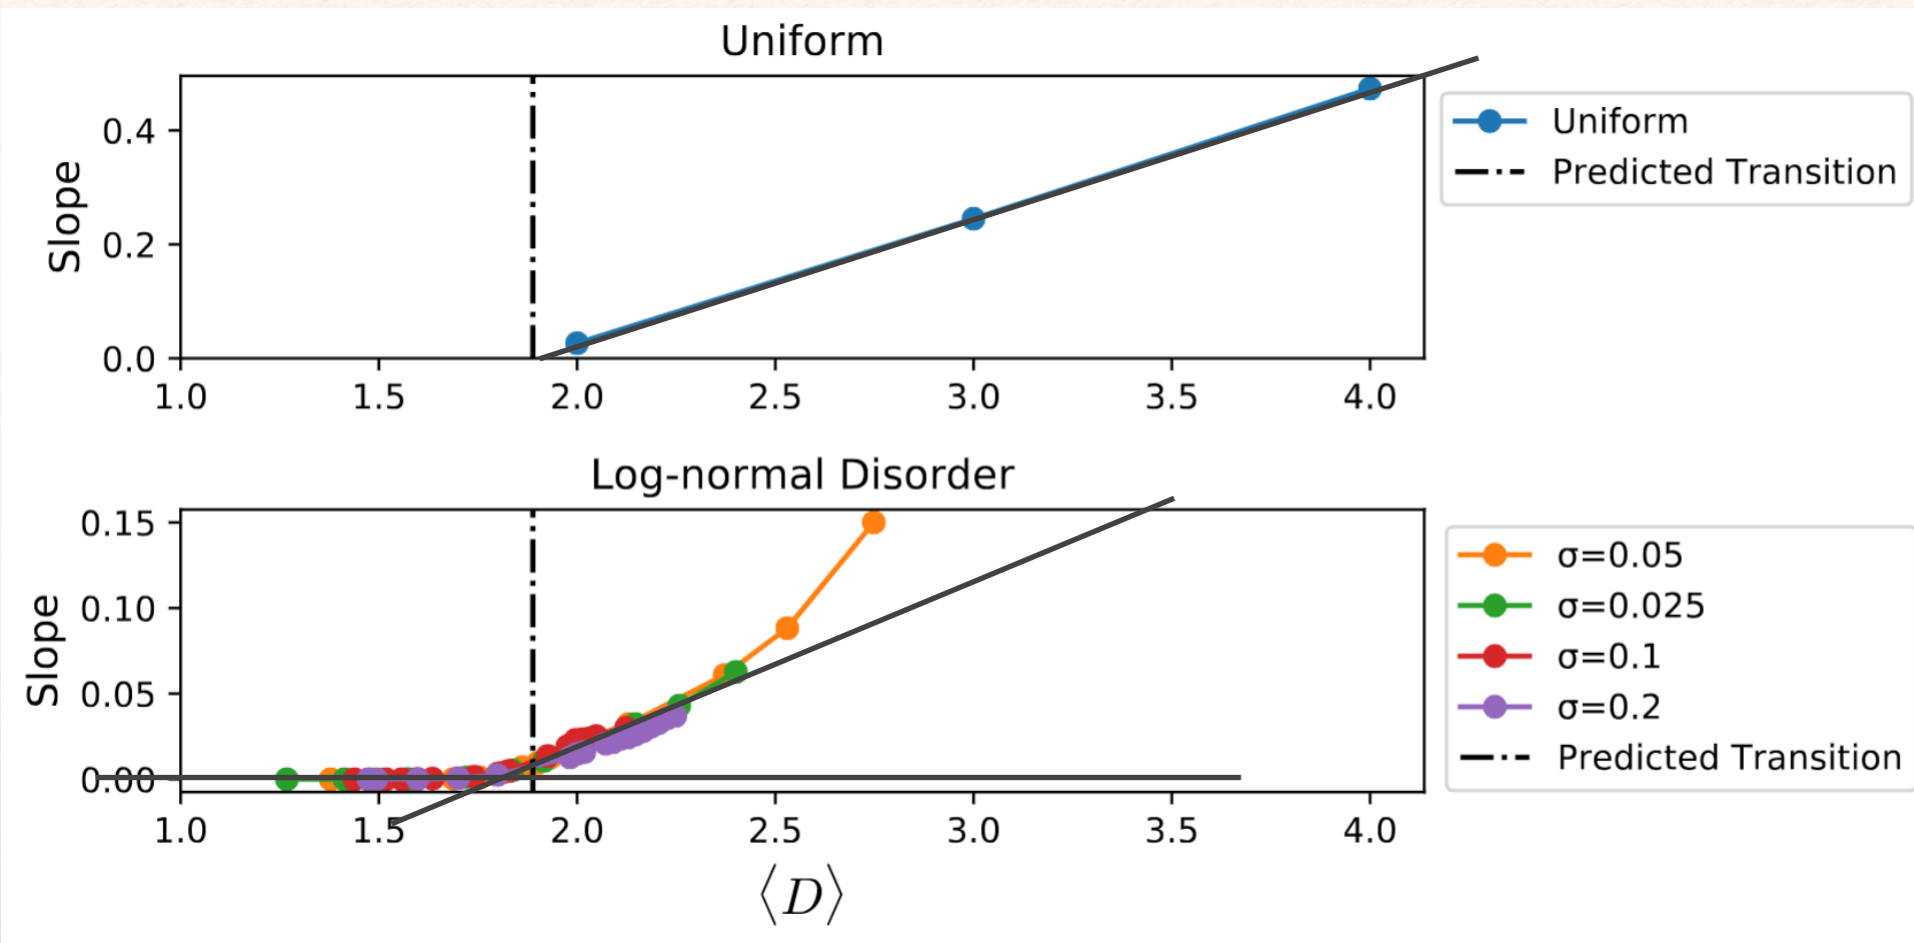 Uniform
Slope
0.4
0.2
0.0
1.0 1.5 2.0 2.5 3.0 3.5 4.0
Uniform
Predicted Transition
Log-normal Disorder
Slope
0.15
0.10
0.05
0.00
1.0 1.5 2.0 2.5 3.0 3.5 4.0
⟨D⟩
σ=0.05
σ=0.025
σ=0.1
σ=0.2
Predicted Transition